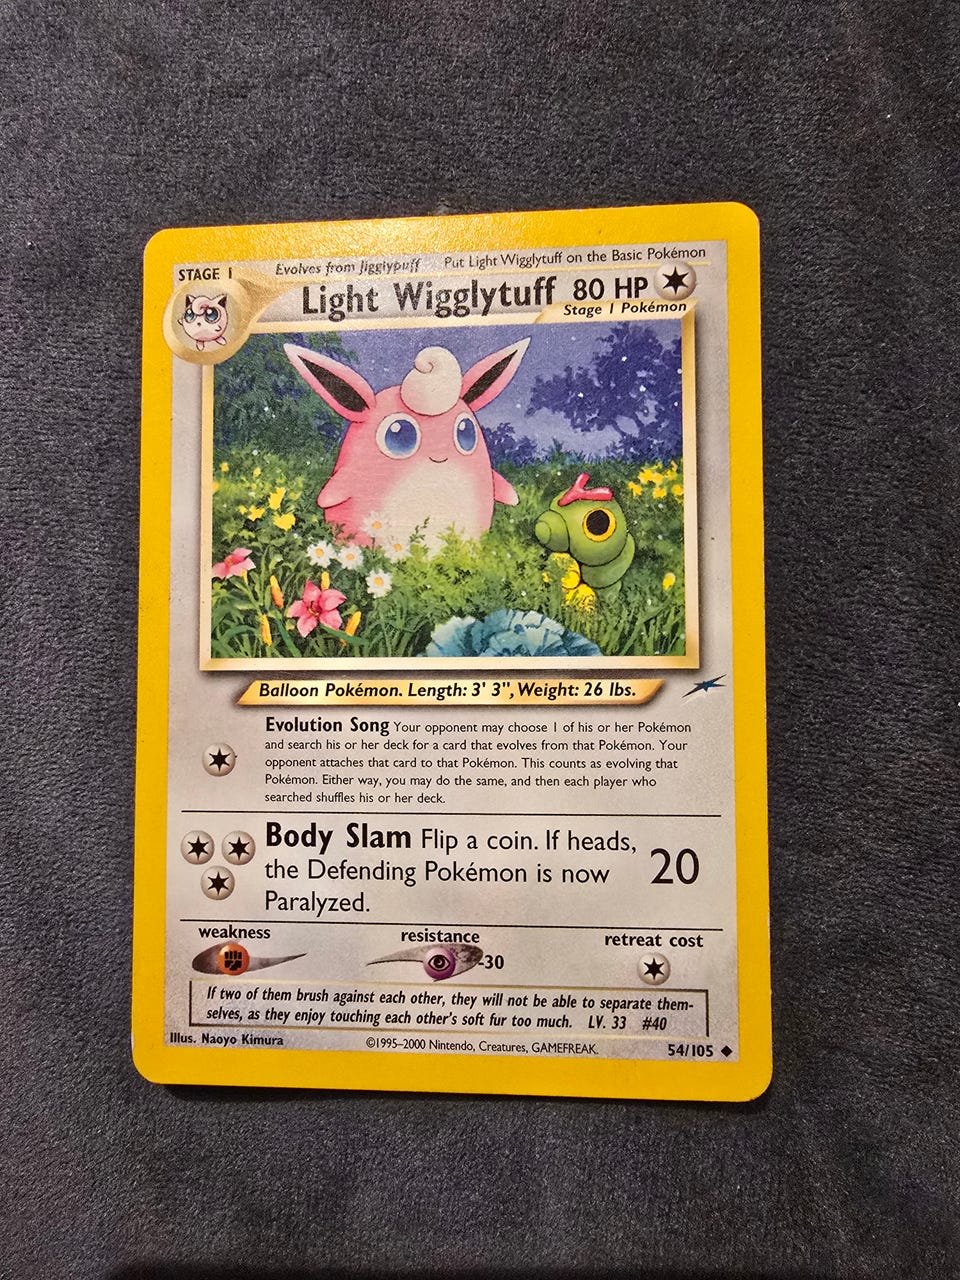 STAGE 1 Evolves from Jigglypuff Put Light Wigglytuff on the Basic Pokémon
Light Wigglytuff 80 HP
Stage 1 Pokémon
Balloon Pokémon. Length: 3' 3", Weight: 26 lbs.
Evolution Song Your opponent may choose 1 of his or her Pokémon
and search his or her deck for a card that evolves from that Pokémon. Your
opponent attaches that card to that Pokémon. This counts as evolving that
Pokémon. Either way, you may do the same, and then each player who
searched shuffles his or her deck.
Body Slam Flip a coin. If heads,
the Defending Pokémon is now 20
Paralyzed.
weakness resistance retreat cost
-30
If two of them brush against each other, they will not be able to separate them-
selves, as they enjoy touching each other's soft fur too much. LV. 33 #40
Illus. Naoyo Kimura ©1995–2000 Nintendo, Creatures, GAMEFREAK. 54/105